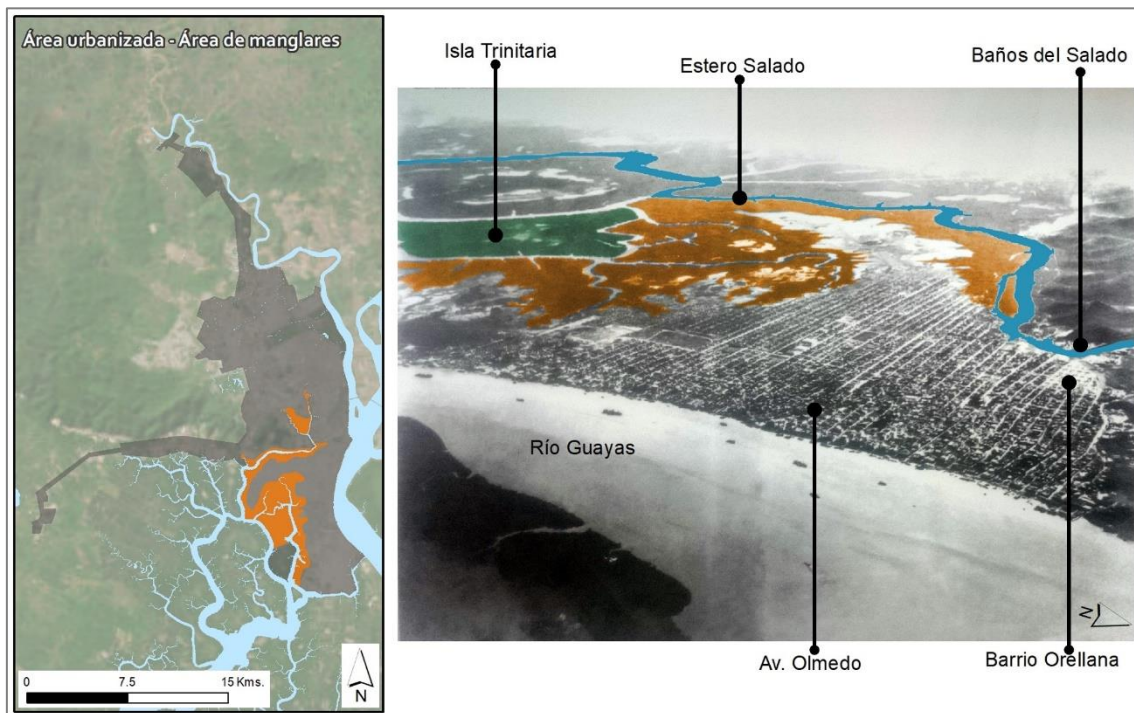 Área urbanizada - Área de manglares
0 7.5 15 Kms.
N
Isla Trinitaria
Estero Salado
Baños del Salado
Río Guayas
N
Av. Olmedo
Barrio Orellana